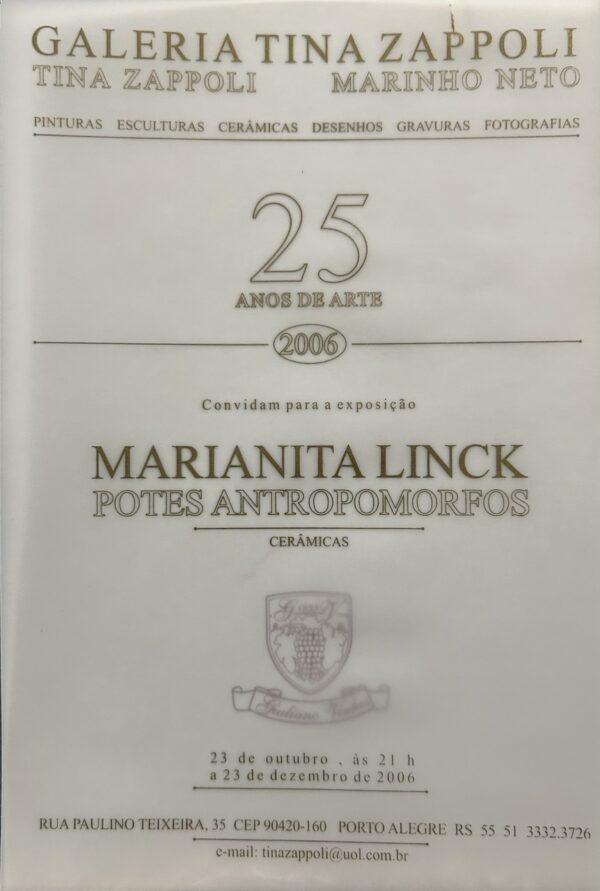 GALERIA TINA ZAPPOLI
TINA ZAPPOLI MARINHO NETO
PINTURAS ESCULTURAS CERÂMICAS DESENHOS GRAVURAS FOTOGRAFIAS
25
ANOS DE ARTE
2006
Convidam para a exposição
MARIANITA LINCK
POTES ANTROPOMORFOS
CERÂMICAS
Giuliano
23 de outubro , às 21 h
a 23 de dezembro de 2006
RUA PAULINO TEIXEIRA, 35 CEP 90420-160 PORTO ALEGRE RS 55 51 3332.3726
e-mail: tinazappoli@uol.com.br